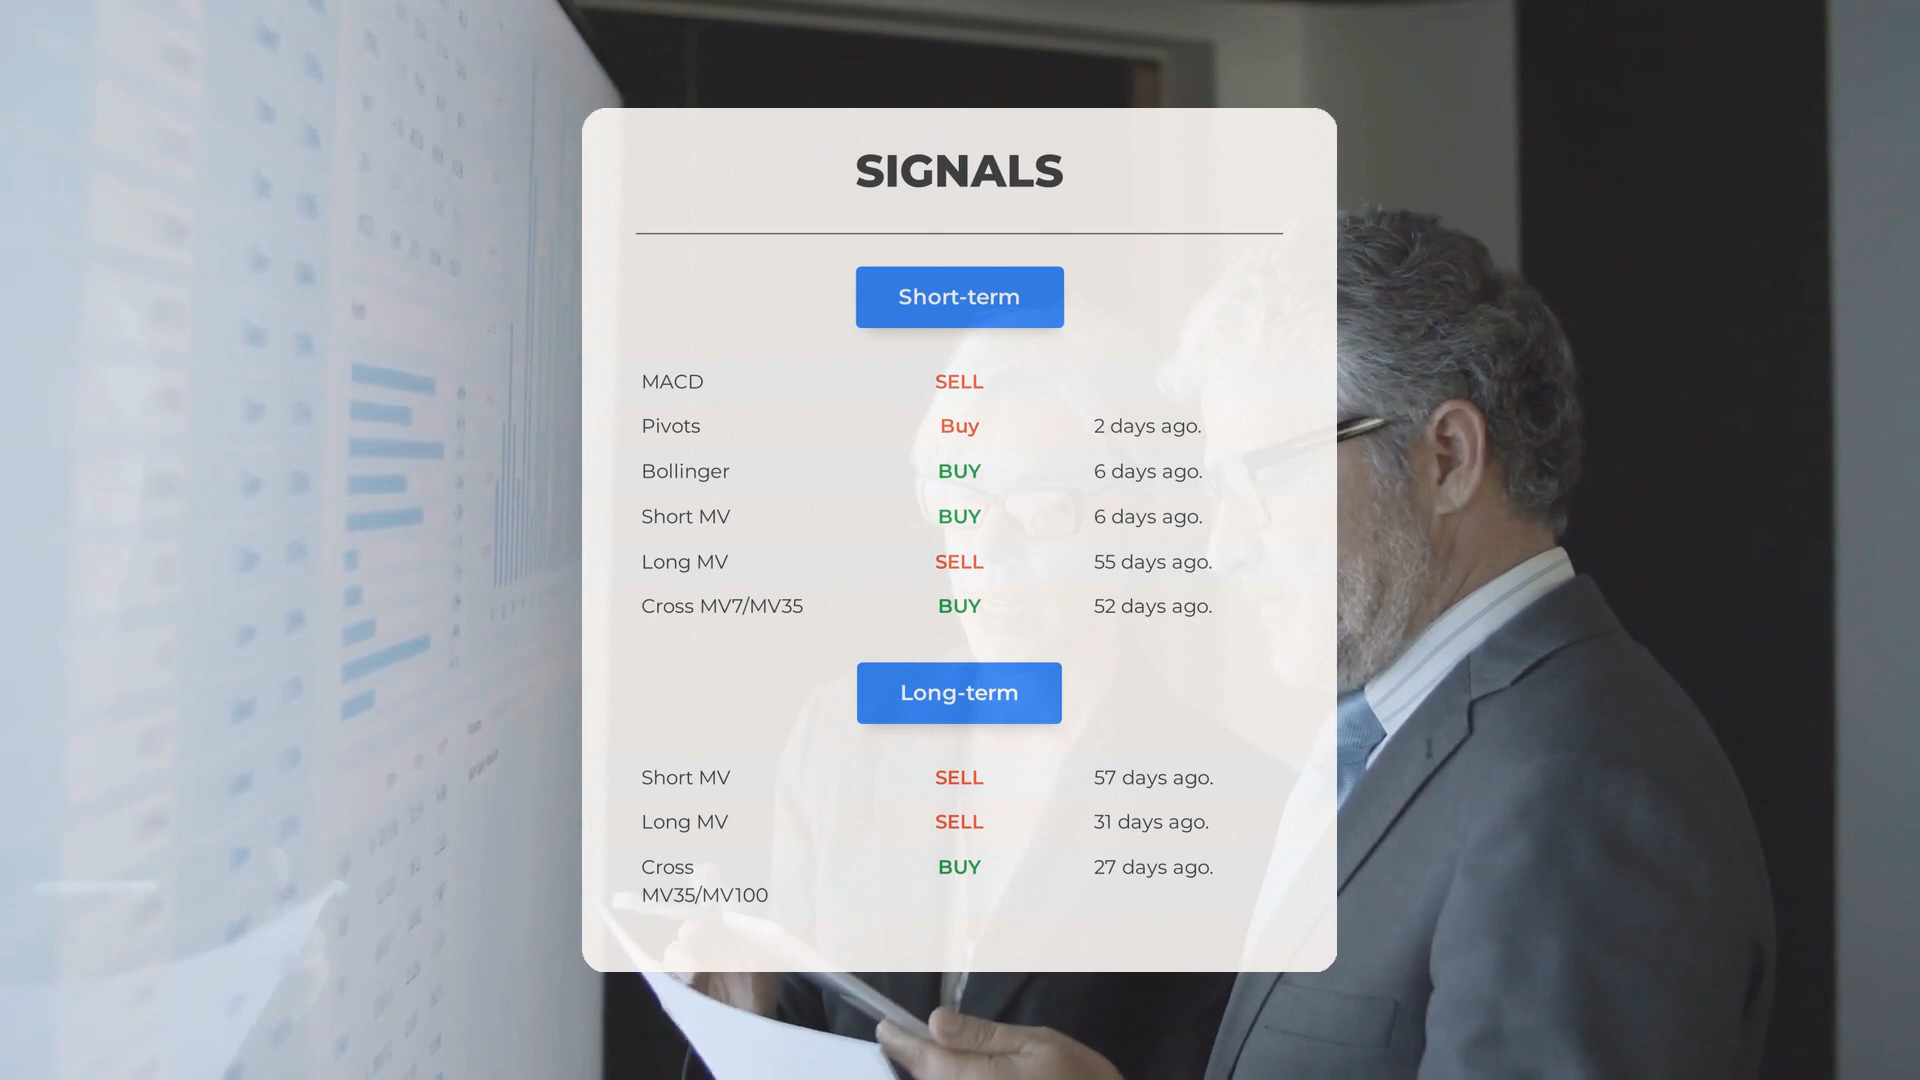 SIGNALS
Short-term
MACD SELL
Pivots Buy 2 days ago.
Bollinger BUY 6 days ago.
Short MV BUY 6 days ago.
Long MV SELL 55 days ago.
Cross MV7/MV35 BUY 52 days ago.
Long-term
Short MV SELL 57 days ago.
Long MV SELL 31 days ago.
Cross BUY 27 days ago.
MV35/MV100